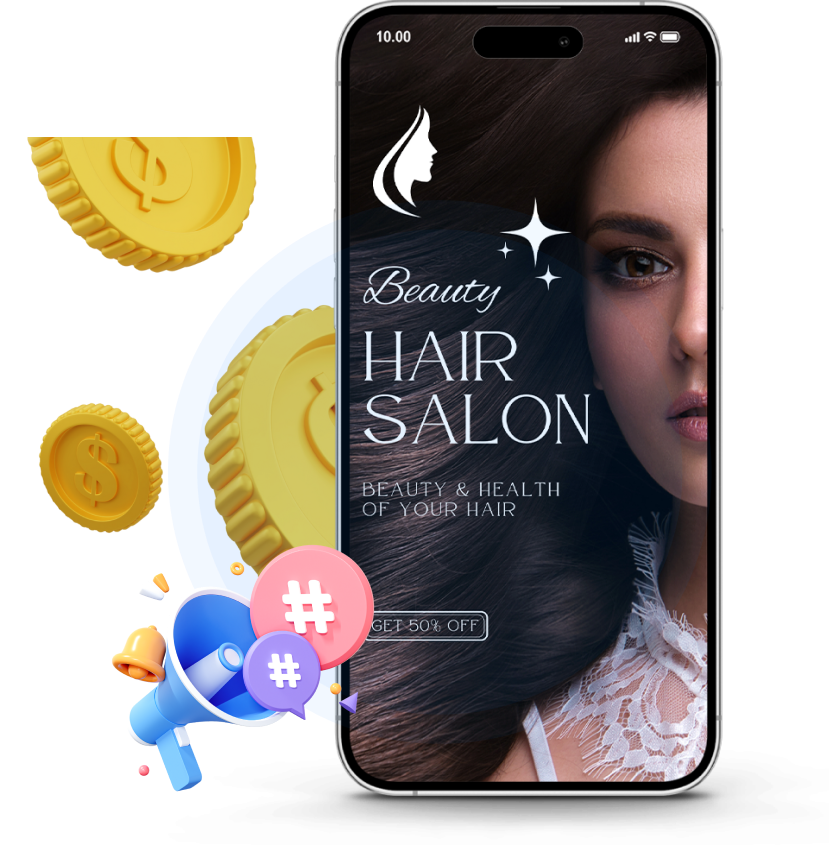 10.00
Beauty
HAIR
SALON
BEAUTY & HEALTH
OF YOUR HAIR
GET 50% OFF
$
$
$
#
#